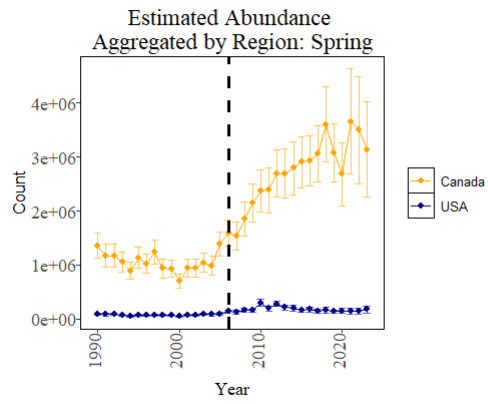 Estimated Abundance
Aggregated by Region: Spring
Count
4e+06
3e+06
2e+06
1e+06
0e+00
1990
2000
2010
2020
Year
Canada
USA